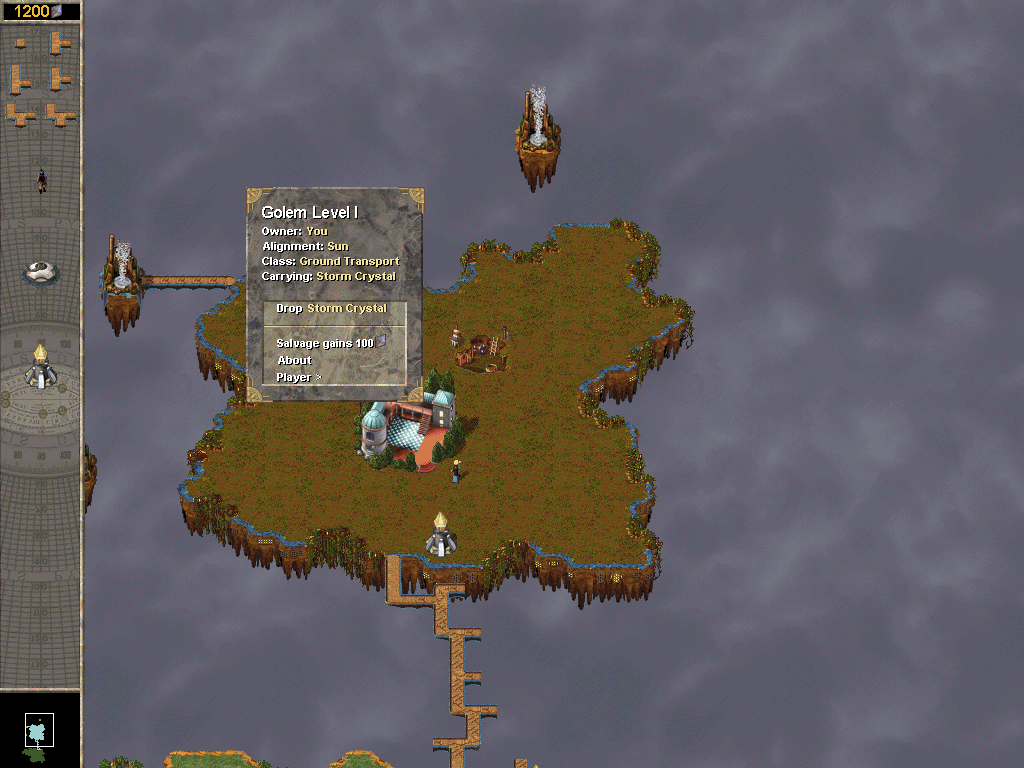 1200
Golem Level I
Owner: You
Alignment: Sun
Class: Ground Transport
Carrying: Storm Crystal
Drop Storm Crystal
Salvage gains 100
About
Player >